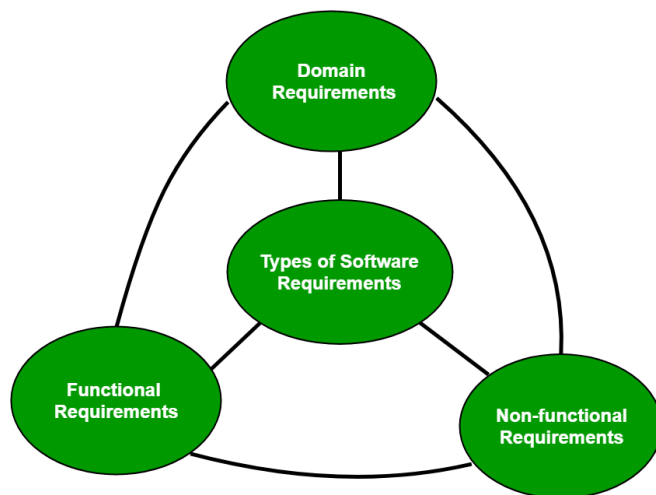 Domain
Requirements
Types of Software
Requirements
Functional
Requirements
Non-functional
Requirements